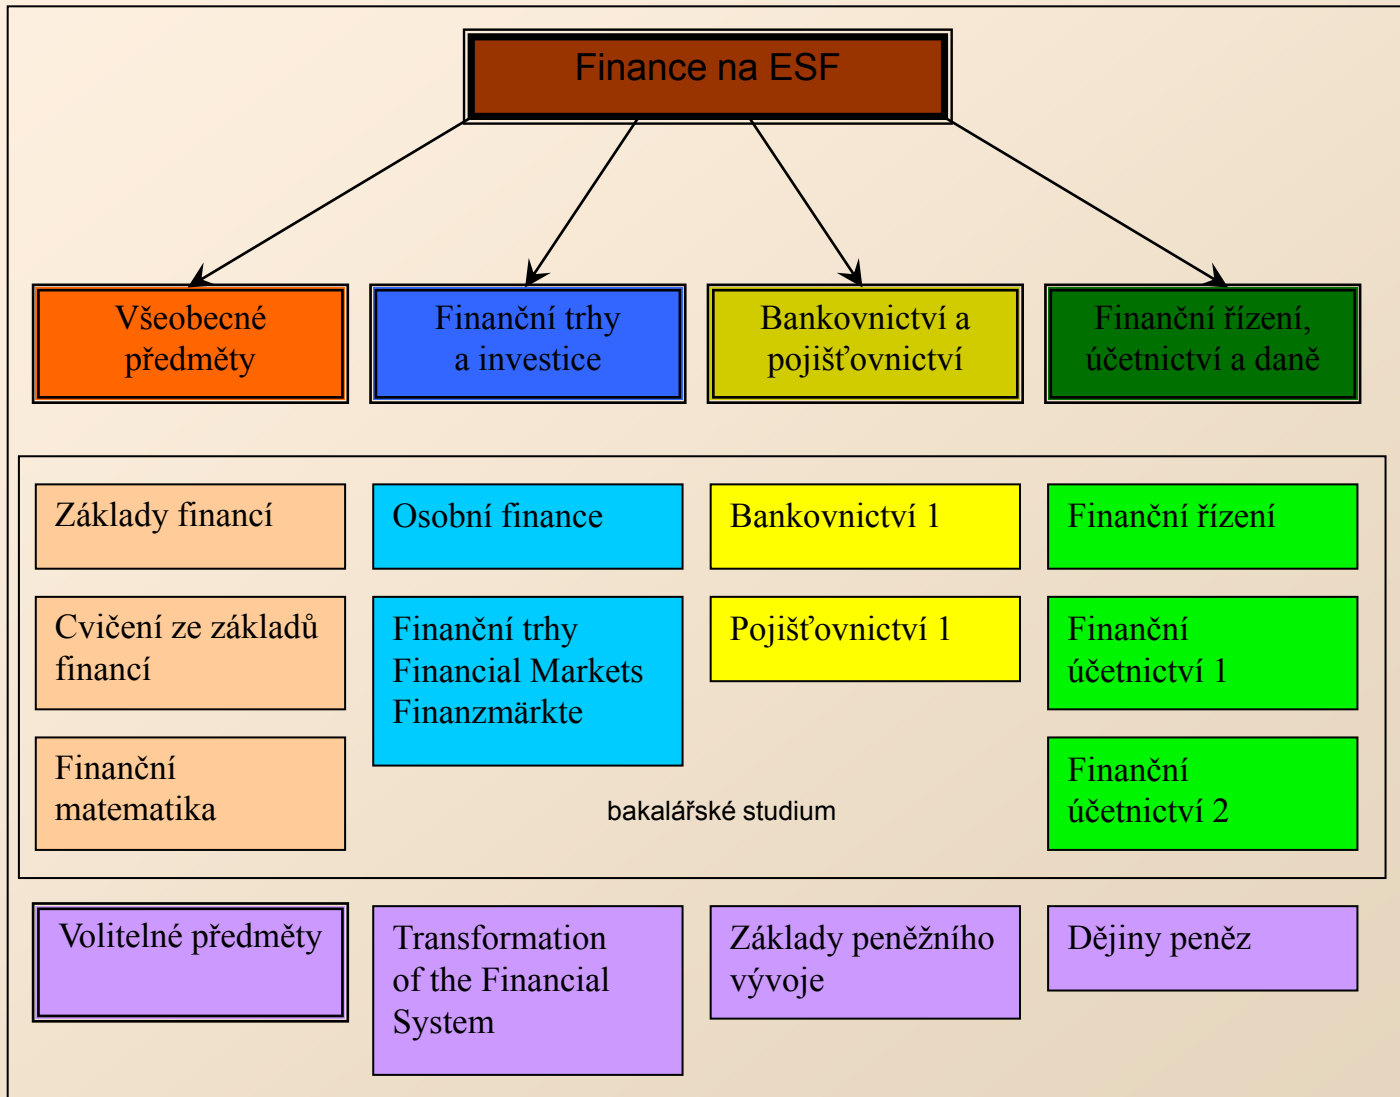 Finance na ESF
Všeobecné
předměty
Finanční trhy
a investice
Bankovnictví a
pojišťovnictví
Finanční řízení,
účetnictví a daně
Základy financí
Osobní finance
Bankovnictví 1
Finanční řízení
Cvičení ze základů
financí
Finanční trhy
Financial Markets
Finanzmärkte
Pojišťovnictví 1
Finanční
účetnictví 1
Finanční
matematika
Finanční
účetnictví 2
bakalářské studium
Volitelné předměty
Transformation
of the Financial
System
Základy peněžního
vývoje
Dějiny peněz